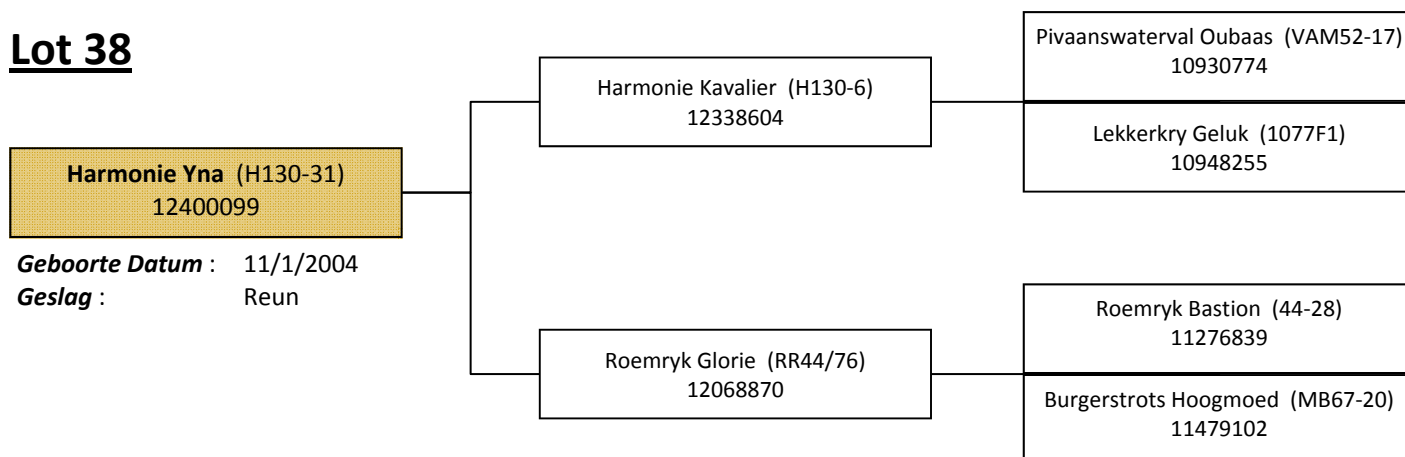 Lot 38
Harmonie Yna (H130-31)
12400099
Geboorte Datum : 11/1/2004
Geslag : Reun
Harmonie Kavalier (H130-6)
12338604
Roemryk Glorie (RR44/76)
12068870
Pivaanswaterval Oubaas (VAM52-17)
10930774
Lekkerkry Geluk (1077F1)
10948255
Roemryk Bastion (44-28)
11276839
Burgerstrots Hoogmoed (MB67-20)
11479102